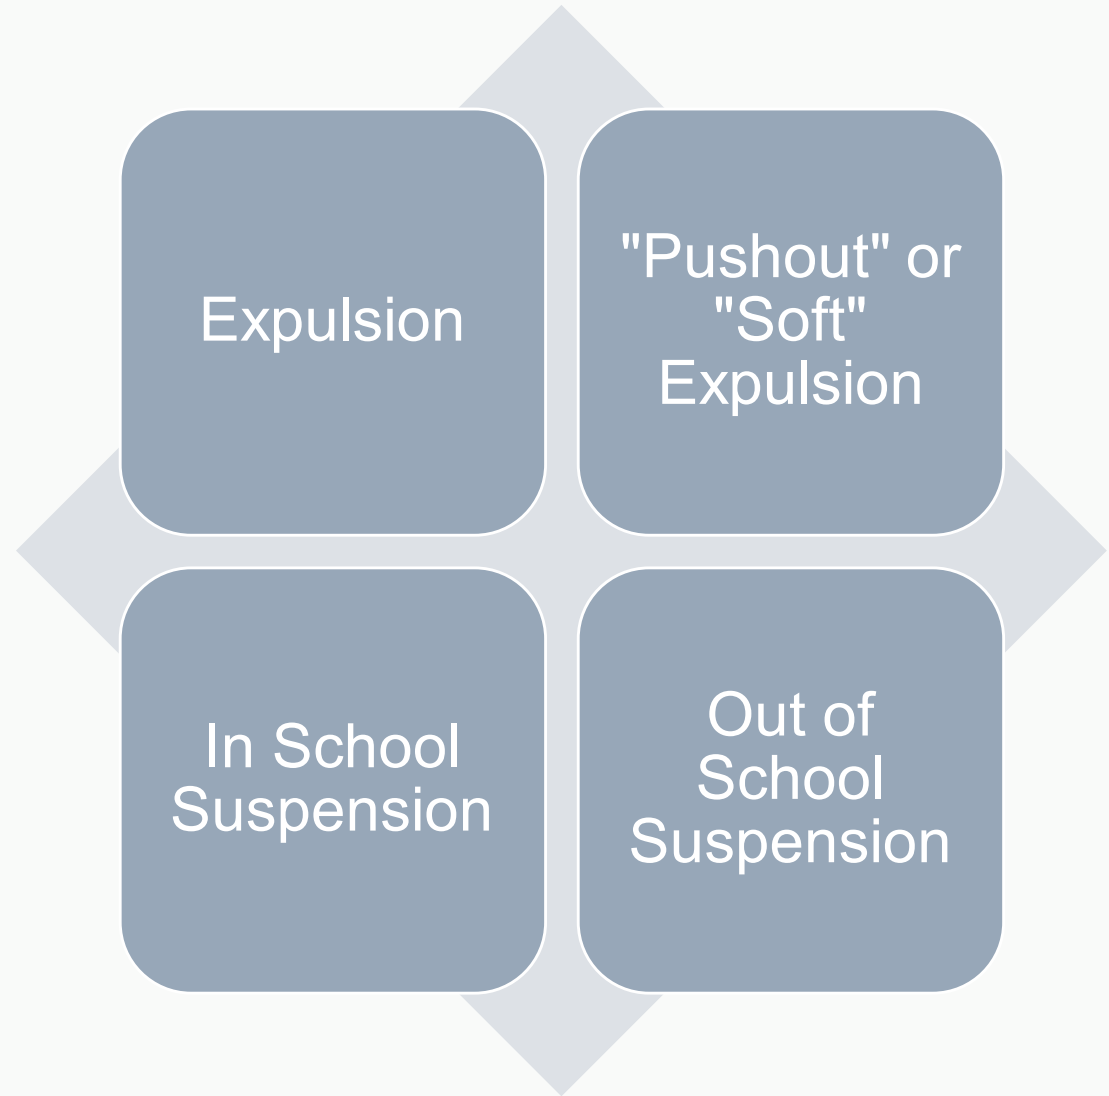 Expulsion
"Pushout" or
"Soft"
Expulsion
In School
Suspension
Out of
School
Suspension